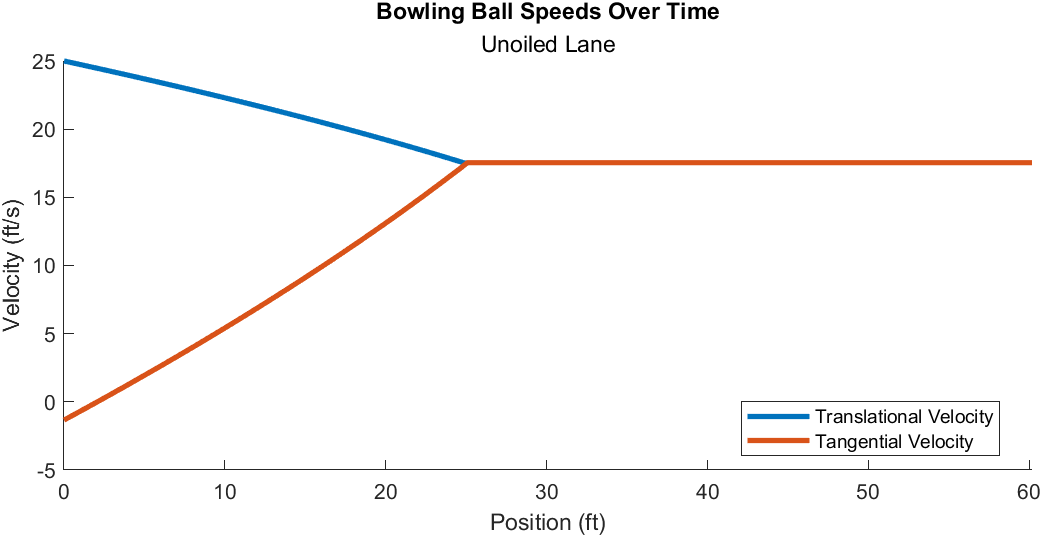 Bowling Ball Speeds Over Time
Unoiled Lane
25
20
15
10
5
0
-5
Velocity (ft/s)
Translational Velocity
Tangential Velocity
0 10 20 30 40 50 60
Position (ft)